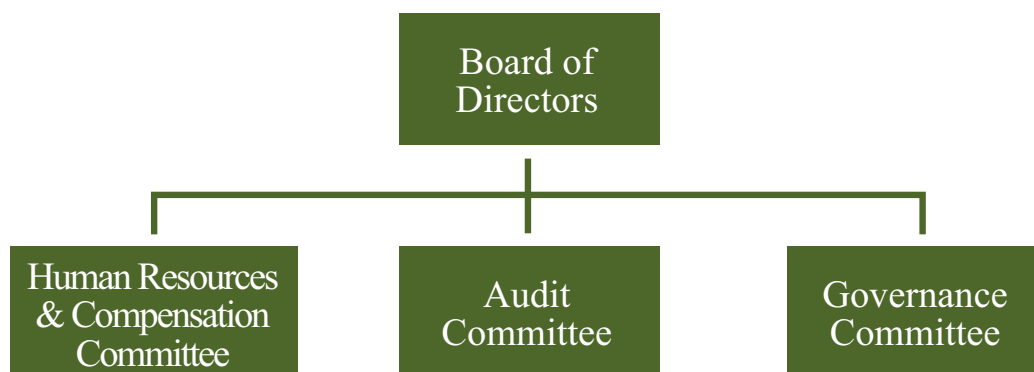 Board of
Directors
Human Resources
& Compensation
Committee
Audit
Committee
Governance
Committee